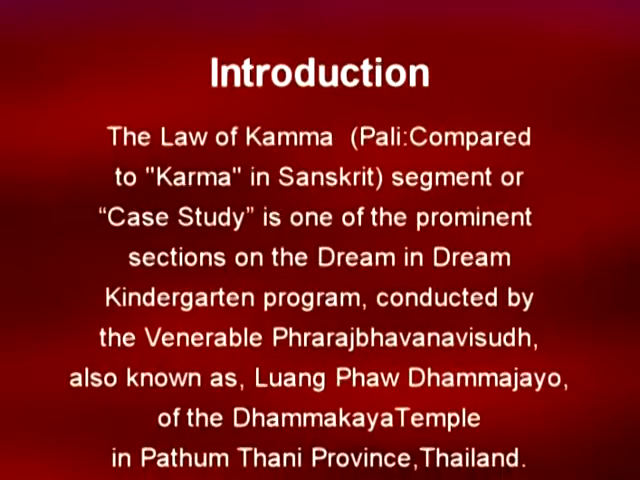 Introduction
The Law of Kamma  (Pali:Compared
to "Karma" in Sanskrit) segment or
“Case Study” is one of the prominent
sections on the Dream in Dream
Kindergarten program, conducted by
the Venerable Phrarajbhavanavisudh,
also known as, Luang Phaw Dhammajayo,
of the DhammakayaTemple
in Pathum Thani Province,Thailand.